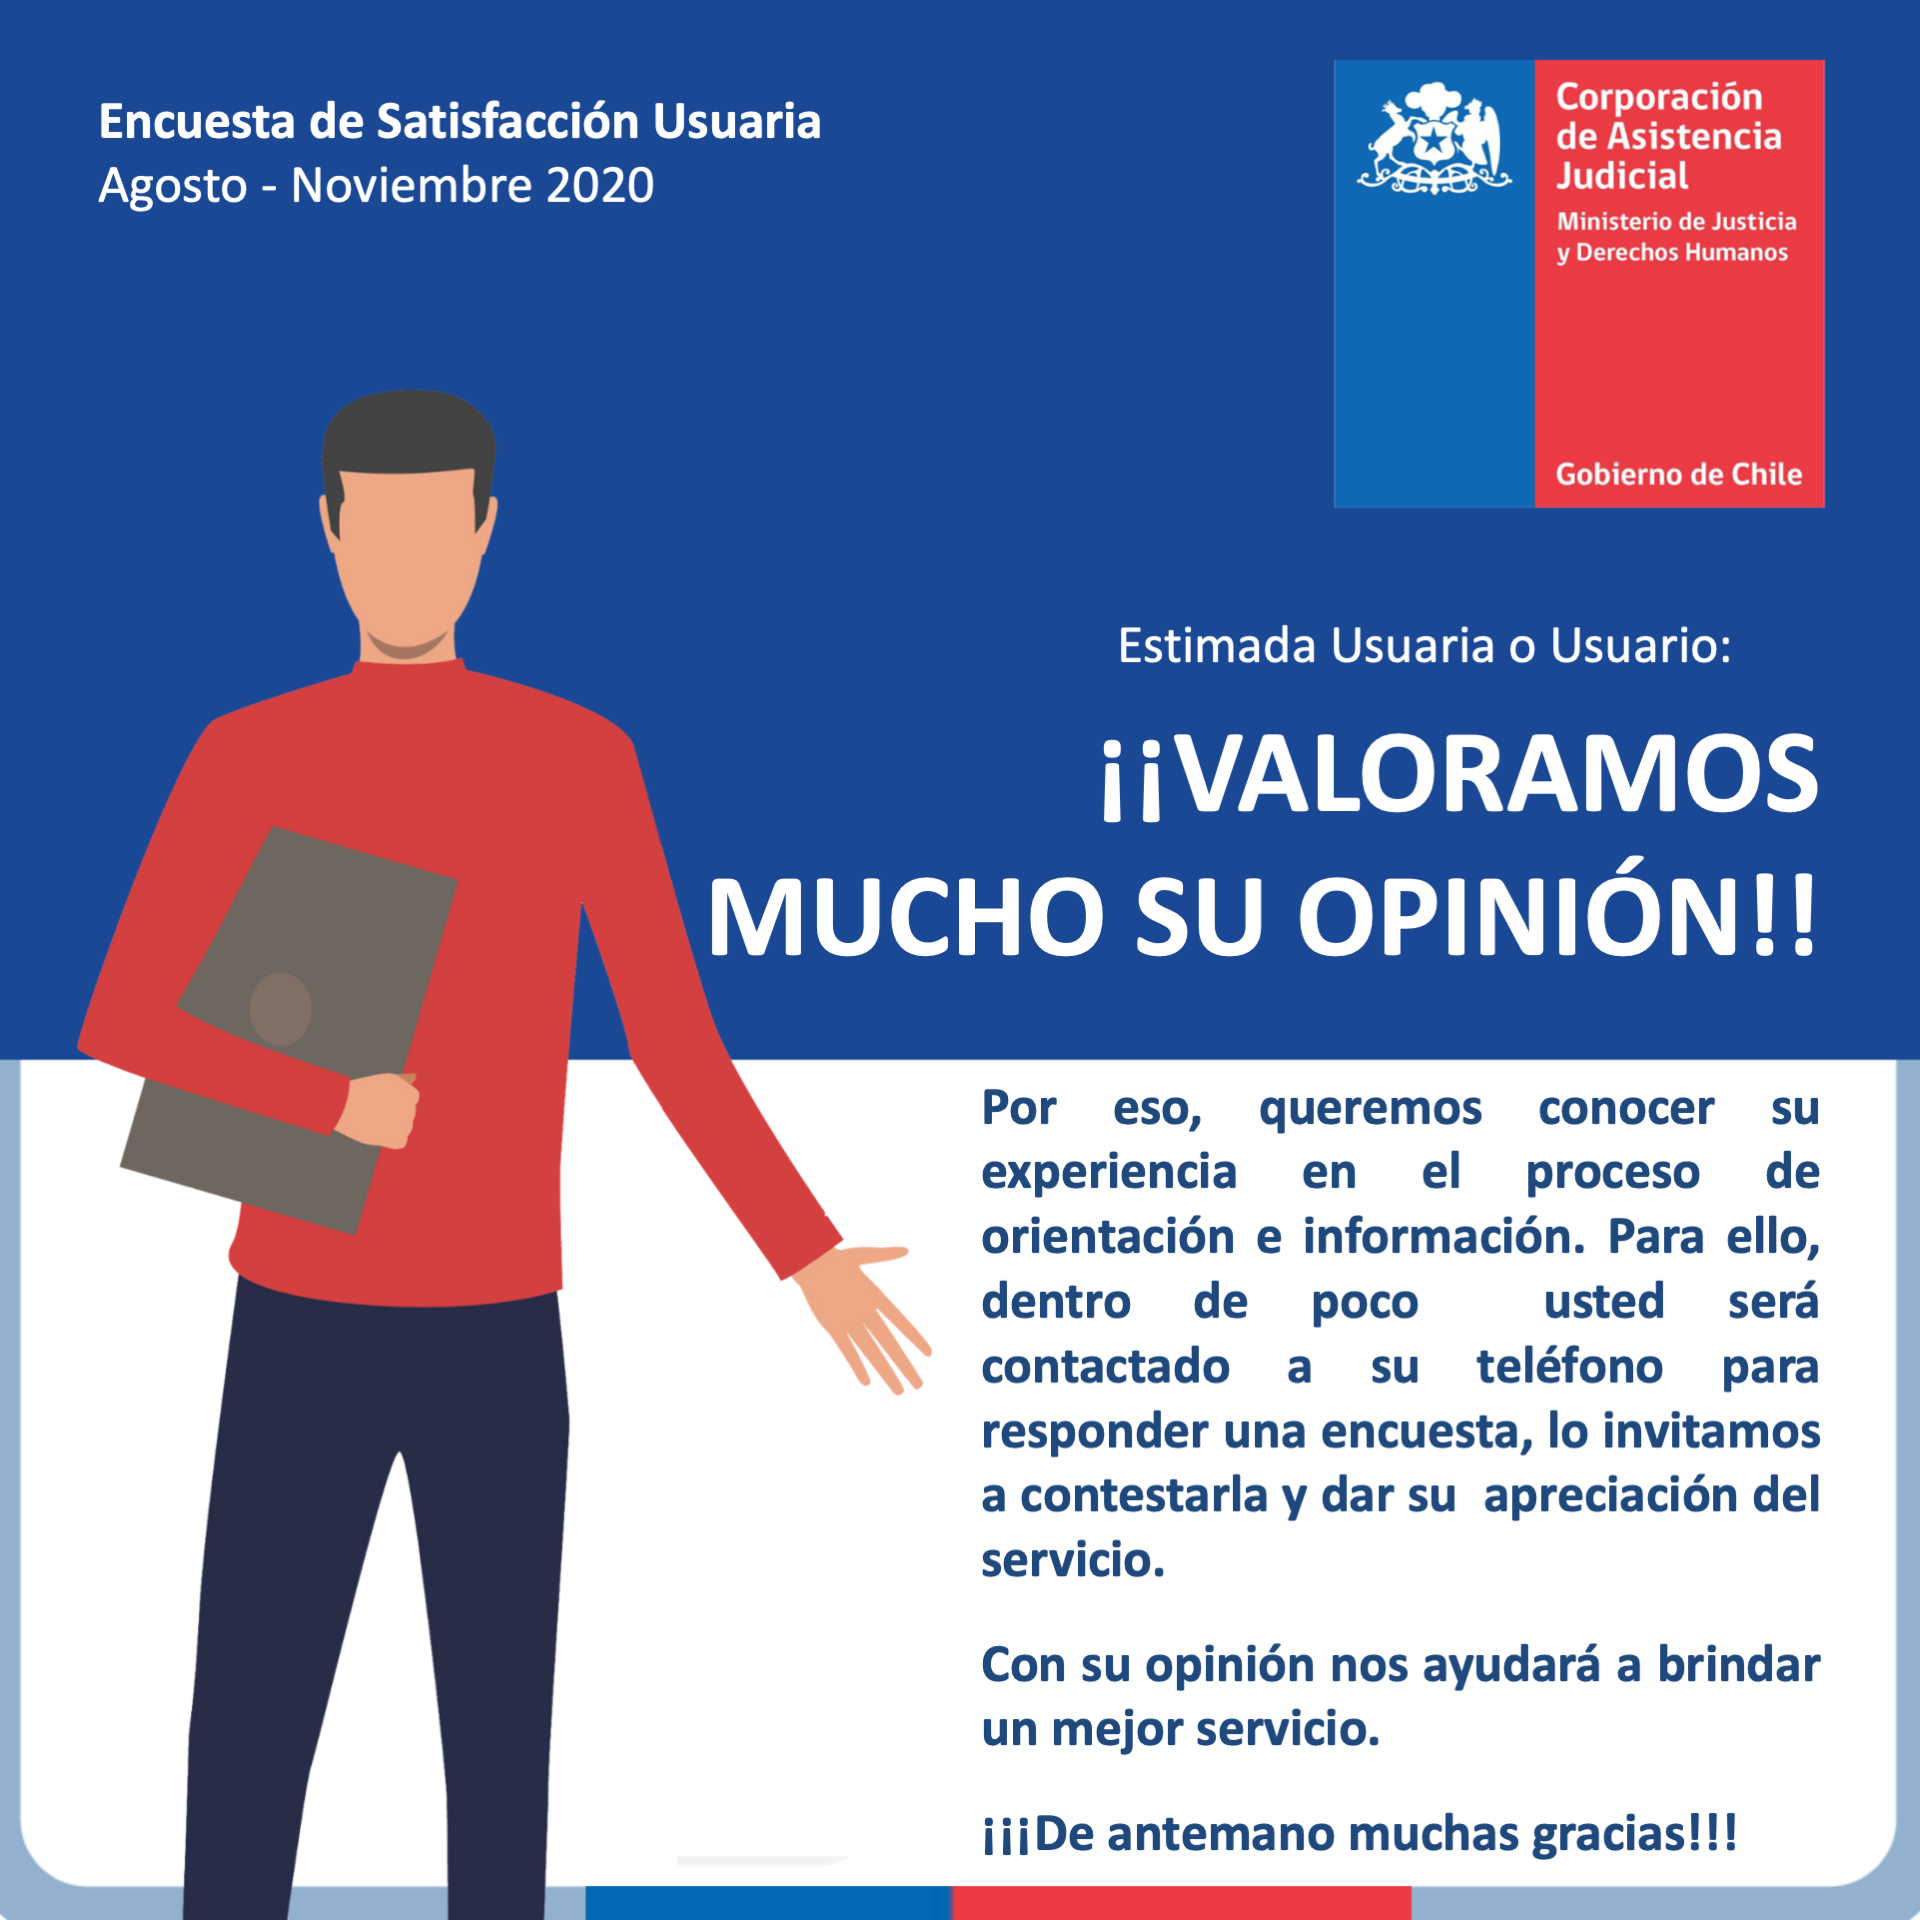 Encuesta de Satisfacción Usuaria
Agosto - Noviembre 2020
Corporación
de Asistencia
Judicial
Ministerio de Justicia
y Derechos Humanos
Gobierno de Chile
Estimada Usuaria o Usuario:
¡¡VALORAMOS
MUCHO SU OPINIÓN!!
Por eso, queremos conocer su
experiencia en el proceso de
orientación e información. Para ello,
dentro de poco usted será
contactado a su teléfono para
responder una encuesta, lo invitamos
a contestarla y dar su apreciación del
servicio.
Con su opinión nos ayudará a brindar
un mejor servicio.
¡¡¡De antemano muchas gracias!!!